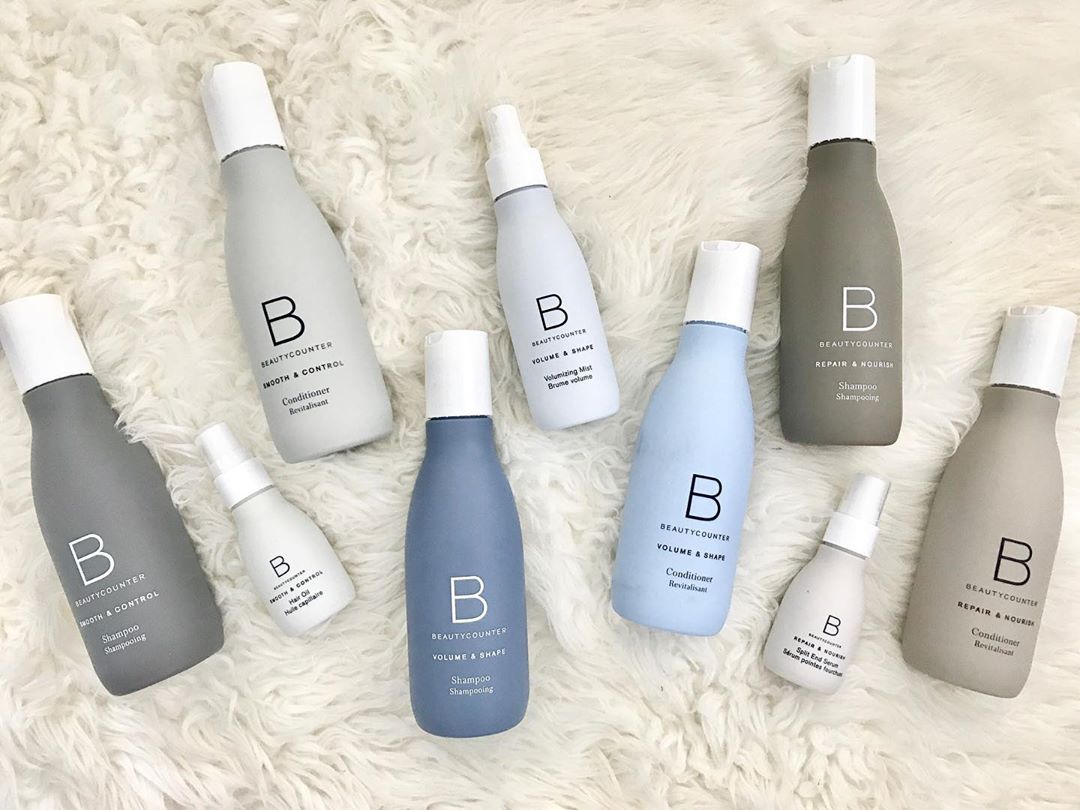 B
BEAUTYCOUNTER
SMOOTH & CONTROL
Shampoo
Shampooing
B
BEAUTYCOUNTER
SMOOTH & CONTROL
Conditioner
Revitalisant
B
BEAUTYCOUNTER
SMOOTH & CONTROL
Hair Oil
Huile capillaire
B
BEAUTYCOUNTER
VOLUME & SHAPE
Shampoo
Shampooing
B
BEAUTYCOUNTER
VOLUME & SHAPE
Volumizing Mist
Brume volume
B
BEAUTYCOUNTER
VOLUME & SHAPE
Conditioner
Revitalisant
B
BEAUTYCOUNTER
REPAIR & NOURISH
Shampoo
Shampooing
B
BEAUTYCOUNTER
REPAIR & NOURISH
Split End Serum
Sérum pointes fourchues
B
BEAUTYCOUNTER
REPAIR & NOURISH
Conditioner
Revitalisant